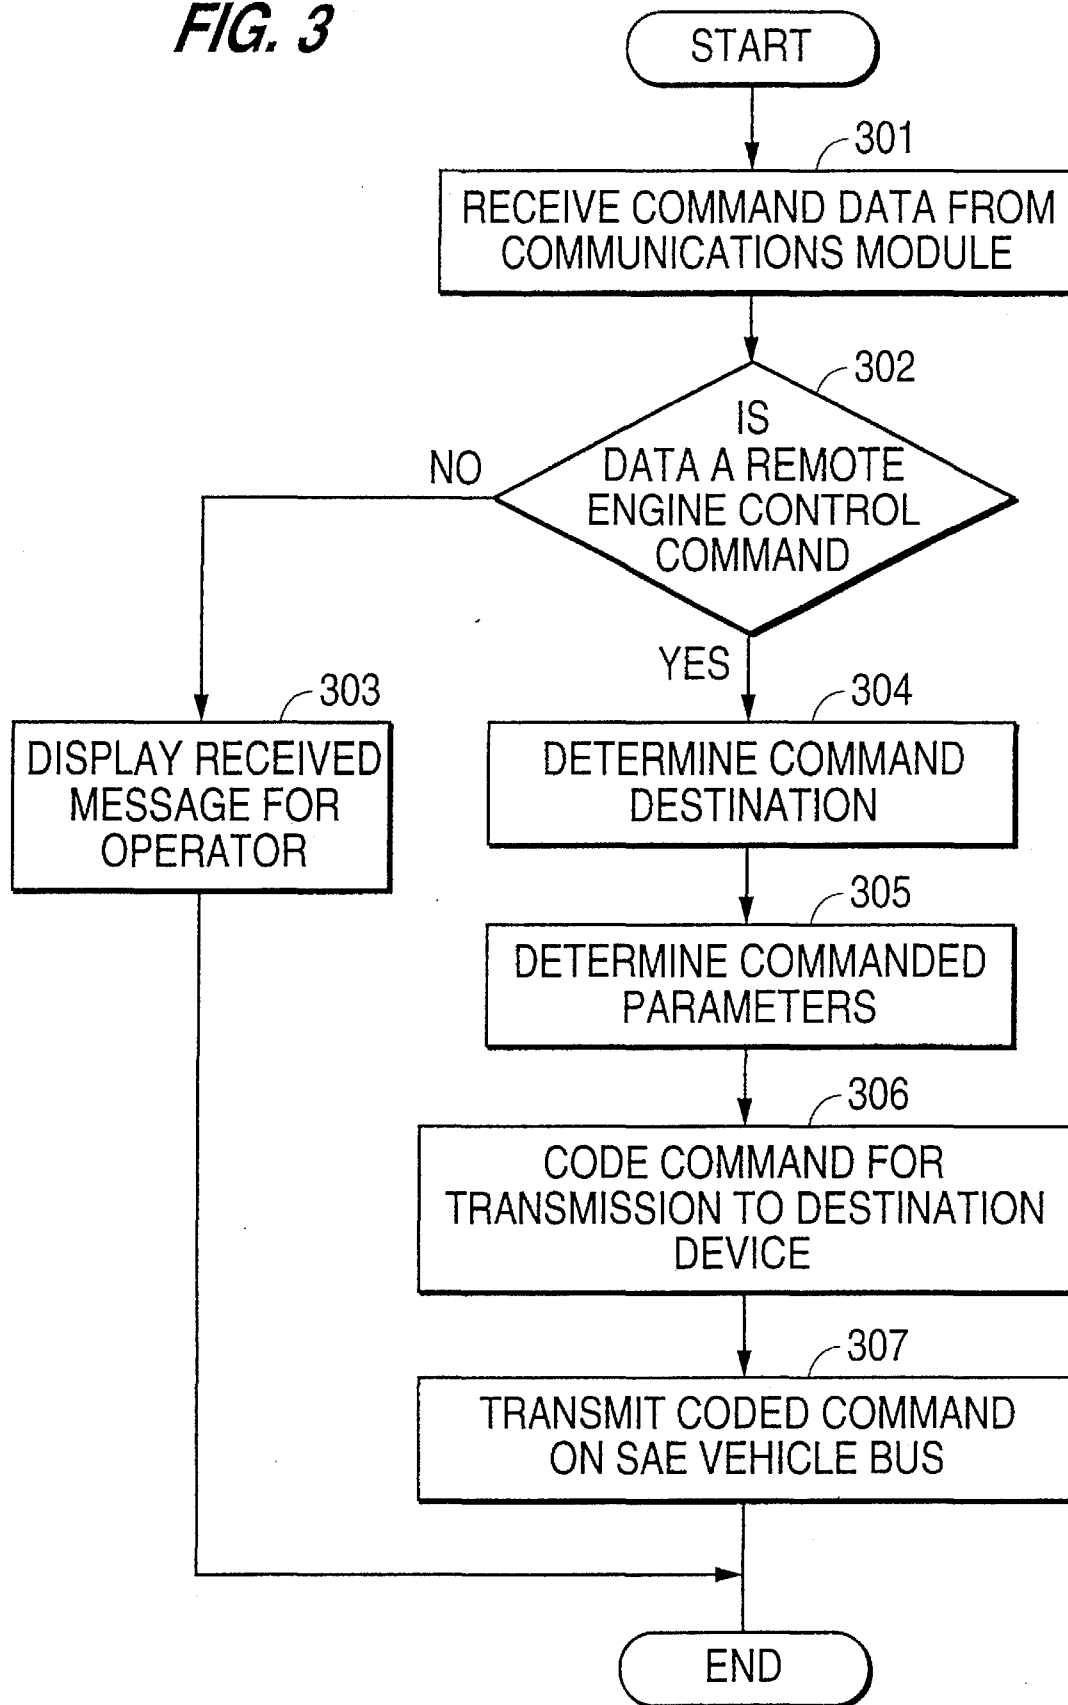 FIG. 3
START
301
RECEIVE COMMAND DATA FROM
COMMUNICATIONS MODULE
302
IS
DATA A REMOTE
ENGINE CONTROL
COMMAND
NO
YES
303
DISPLAY RECEIVED
MESSAGE FOR
OPERATOR
304
DETERMINE COMMAND
DESTINATION
305
DETERMINE COMMANDED
PARAMETERS
306
CODE COMMAND FOR
TRANSMISSION TO DESTINATION
DEVICE
307
TRANSMIT CODED COMMAND
ON SAE VEHICLE BUS
END